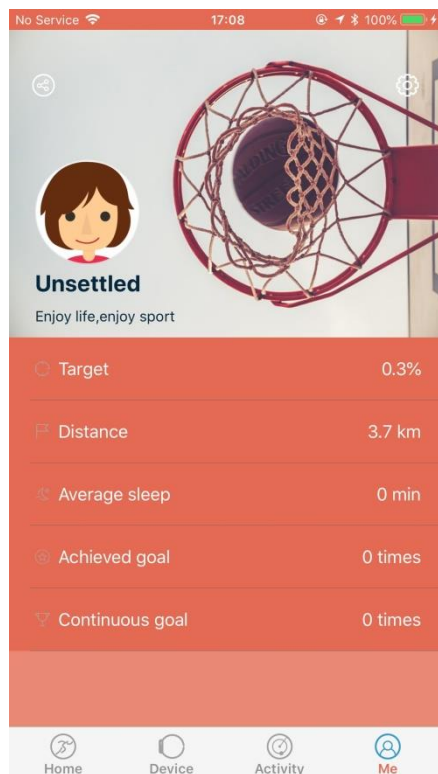 No Service 17:08 100%
SPALDING
Unsettled
Enjoy life,enjoy sport
Target 0.3%
Distance 3.7 km
Average sleep 0 min
Achieved goal 0 times
Continuous goal 0 times
Home Device Activity Me